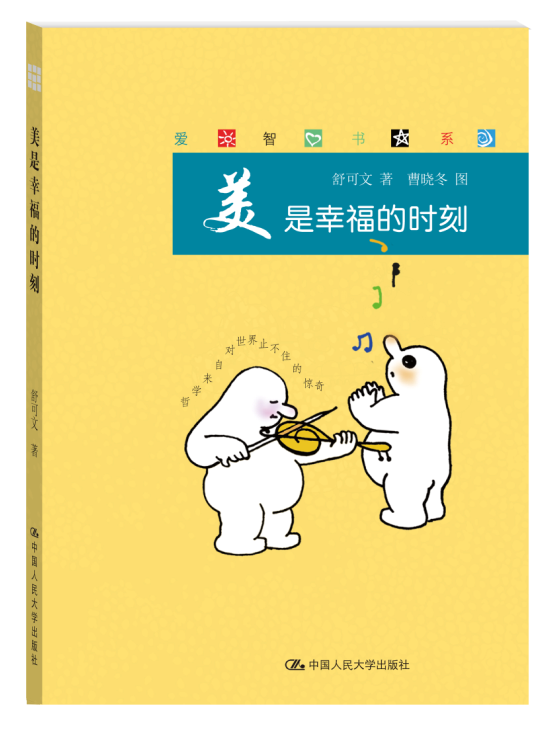 美是幸福的时刻
舒可文 著
中国人民大学出版社
爱 智 书 系
舒可文 著 曹晓冬 图
美是幸福的时刻
哲学来自对世界止不住的惊奇
中国人民大学出版社